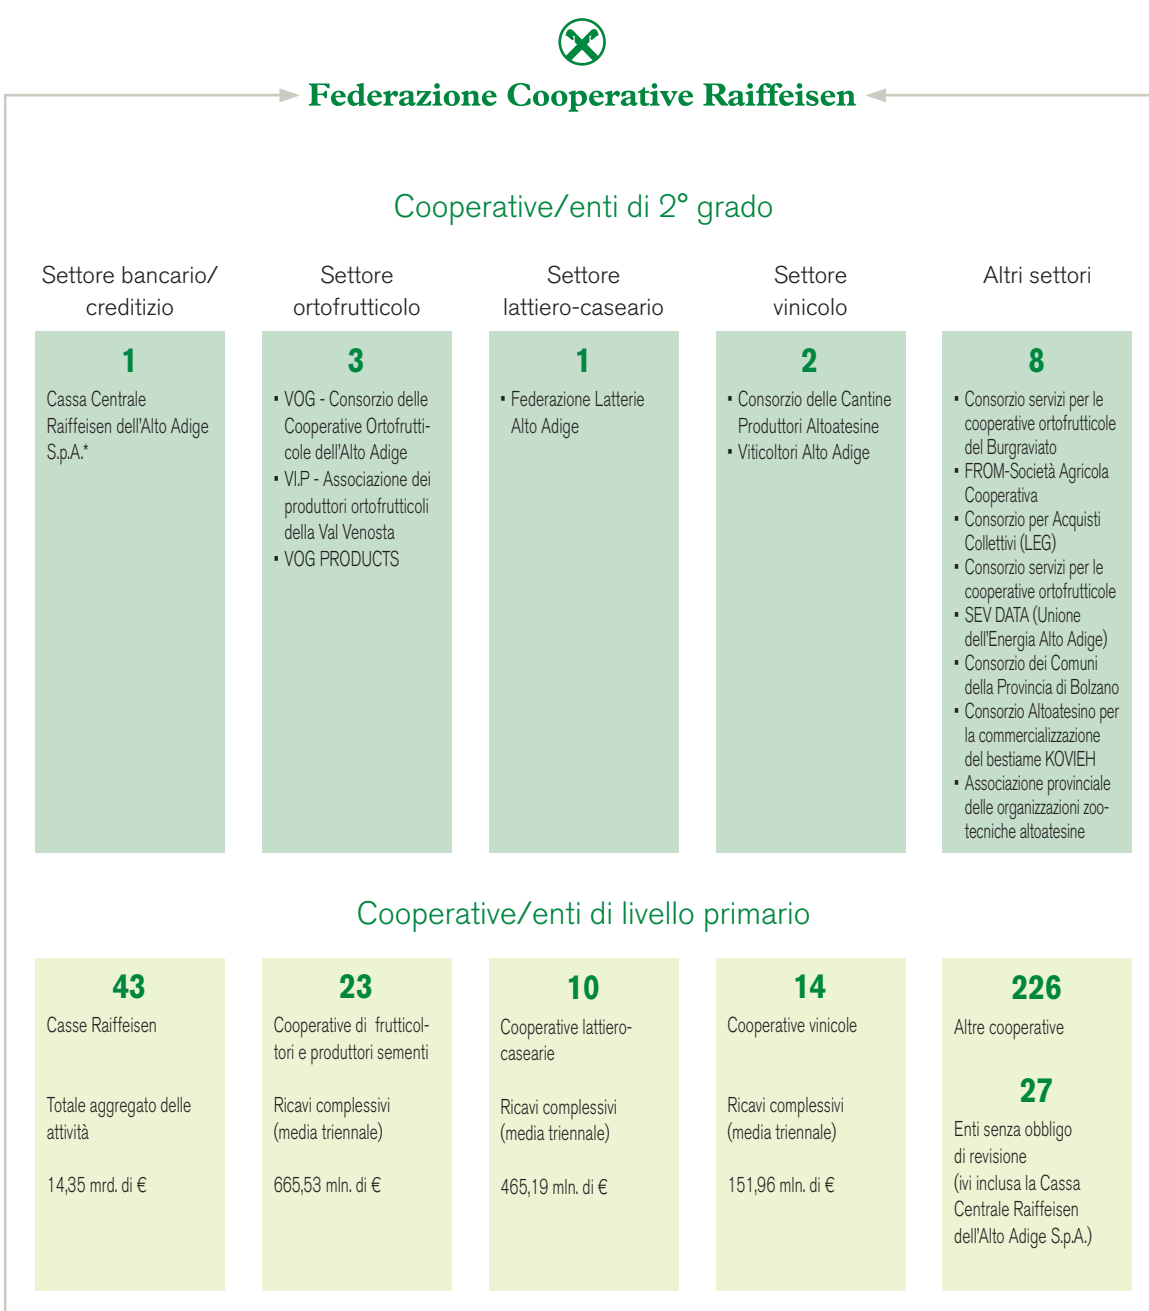 Federazione Cooperative Raiffeisen
Cooperative/enti di 2° grado
Settore bancario/
creditizio
1
Cassa Centrale
Raiffeisen dell'Alto Adige
S.p.A.*
Settore
ortofrutticolo
3
• VOG - Consorzio delle
Cooperative Ortofrutti-
cole dell'Alto Adige
• VI.P - Associazione dei
produttori ortofrutticoli
della Val Venosta
• VOG PRODUCTS
Settore
lattiero-caseario
1
• Federazione Latterie
Alto Adige
Settore
vinicolo
2
• Consorzio delle Cantine
Produttori Altoatesine
• Viticoltori Alto Adige
Altri settori
8
• Consorzio servizi per le
cooperative ortofrutticole
del Burgraviato
• FROM-Società Agricola
Cooperativa
• Consorzio per Acquisti
Collettivi (LEG)
• Consorzio servizi per le
cooperative ortofrutticole
• SEV DATA (Unione
dell'Energia Alto Adige)
• Consorzio dei Comuni
della Provincia di Bolzano
• Consorzio Altoatesino per
la commercializzazione
del bestiame KOVIEH
• Associazione provinciale
delle organizzazioni zoo-
tecniche altoatesine
Cooperative/enti di livello primario
43
Casse Raiffeisen
Totale aggregato delle
attività
14,35 mrd. di €
23
Cooperative di frutticol-
tori e produttori sementi
Ricavi complessivi
(media triennale)
665,53 mln. di €
10
Cooperative lattiero-
casearie
Ricavi complessivi
(media triennale)
465,19 mln. di €
14
Cooperative vinicole
Ricavi complessivi
(media triennale)
151,96 mln. di €
226
Altre cooperative
27
Enti senza obbligo
di revisione
(ivi inclusa la Cassa
Centrale Raiffeisen
dell'Alto Adige S.p.A.)